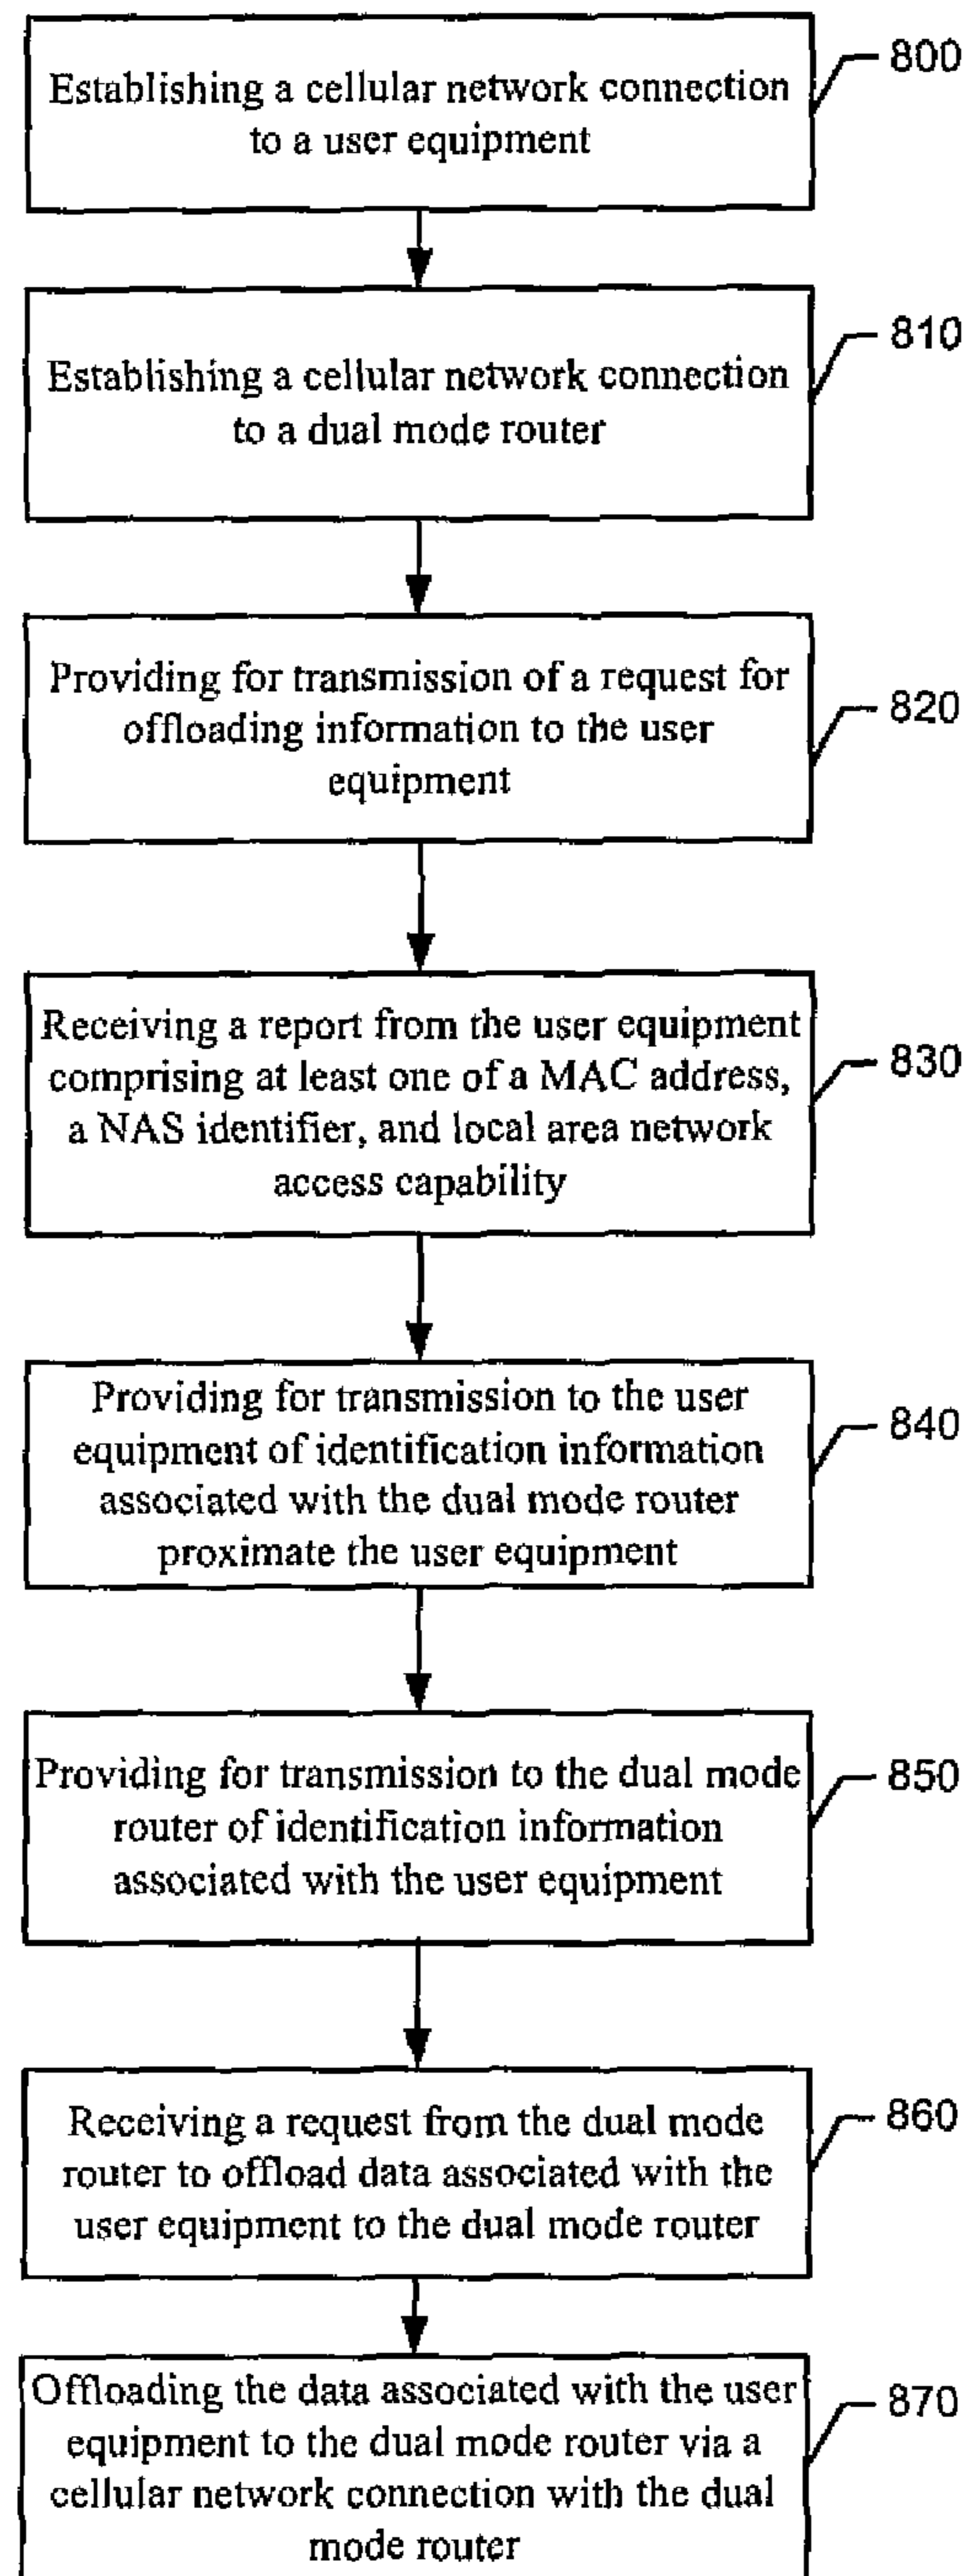 Establishing a cellular network connection
to a user equipment
800
Establishing a cellular network connection
to a dual mode router
810
Providing for transmission of a request for
offloading information to the user
equipment
820
Receiving a report from the user equipment
comprising at least one of a MAC address,
a NAS identifier, and local area network
access capability
830
Providing for transmission to the user
equipment of identification information
associated with the dual mode router
proximate the user equipment
840
Providing for transmission to the dual mode
router of identification information
associated with the user equipment
850
Receiving a request from the dual mode
router to offload data associated with the
user equipment to the dual mode router
860
Offloading the data associated with the user
equipment to the dual mode router via a
cellular network connection with the dual
mode router
870